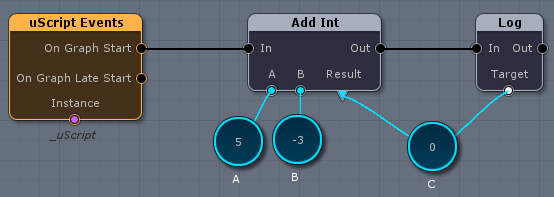 uScript Events
On Graph Start
On Graph Late Start
Instance
_uScript
Add Int
In Out
A B Result
5
A
-3
B
0
C
Log
In Out
Target